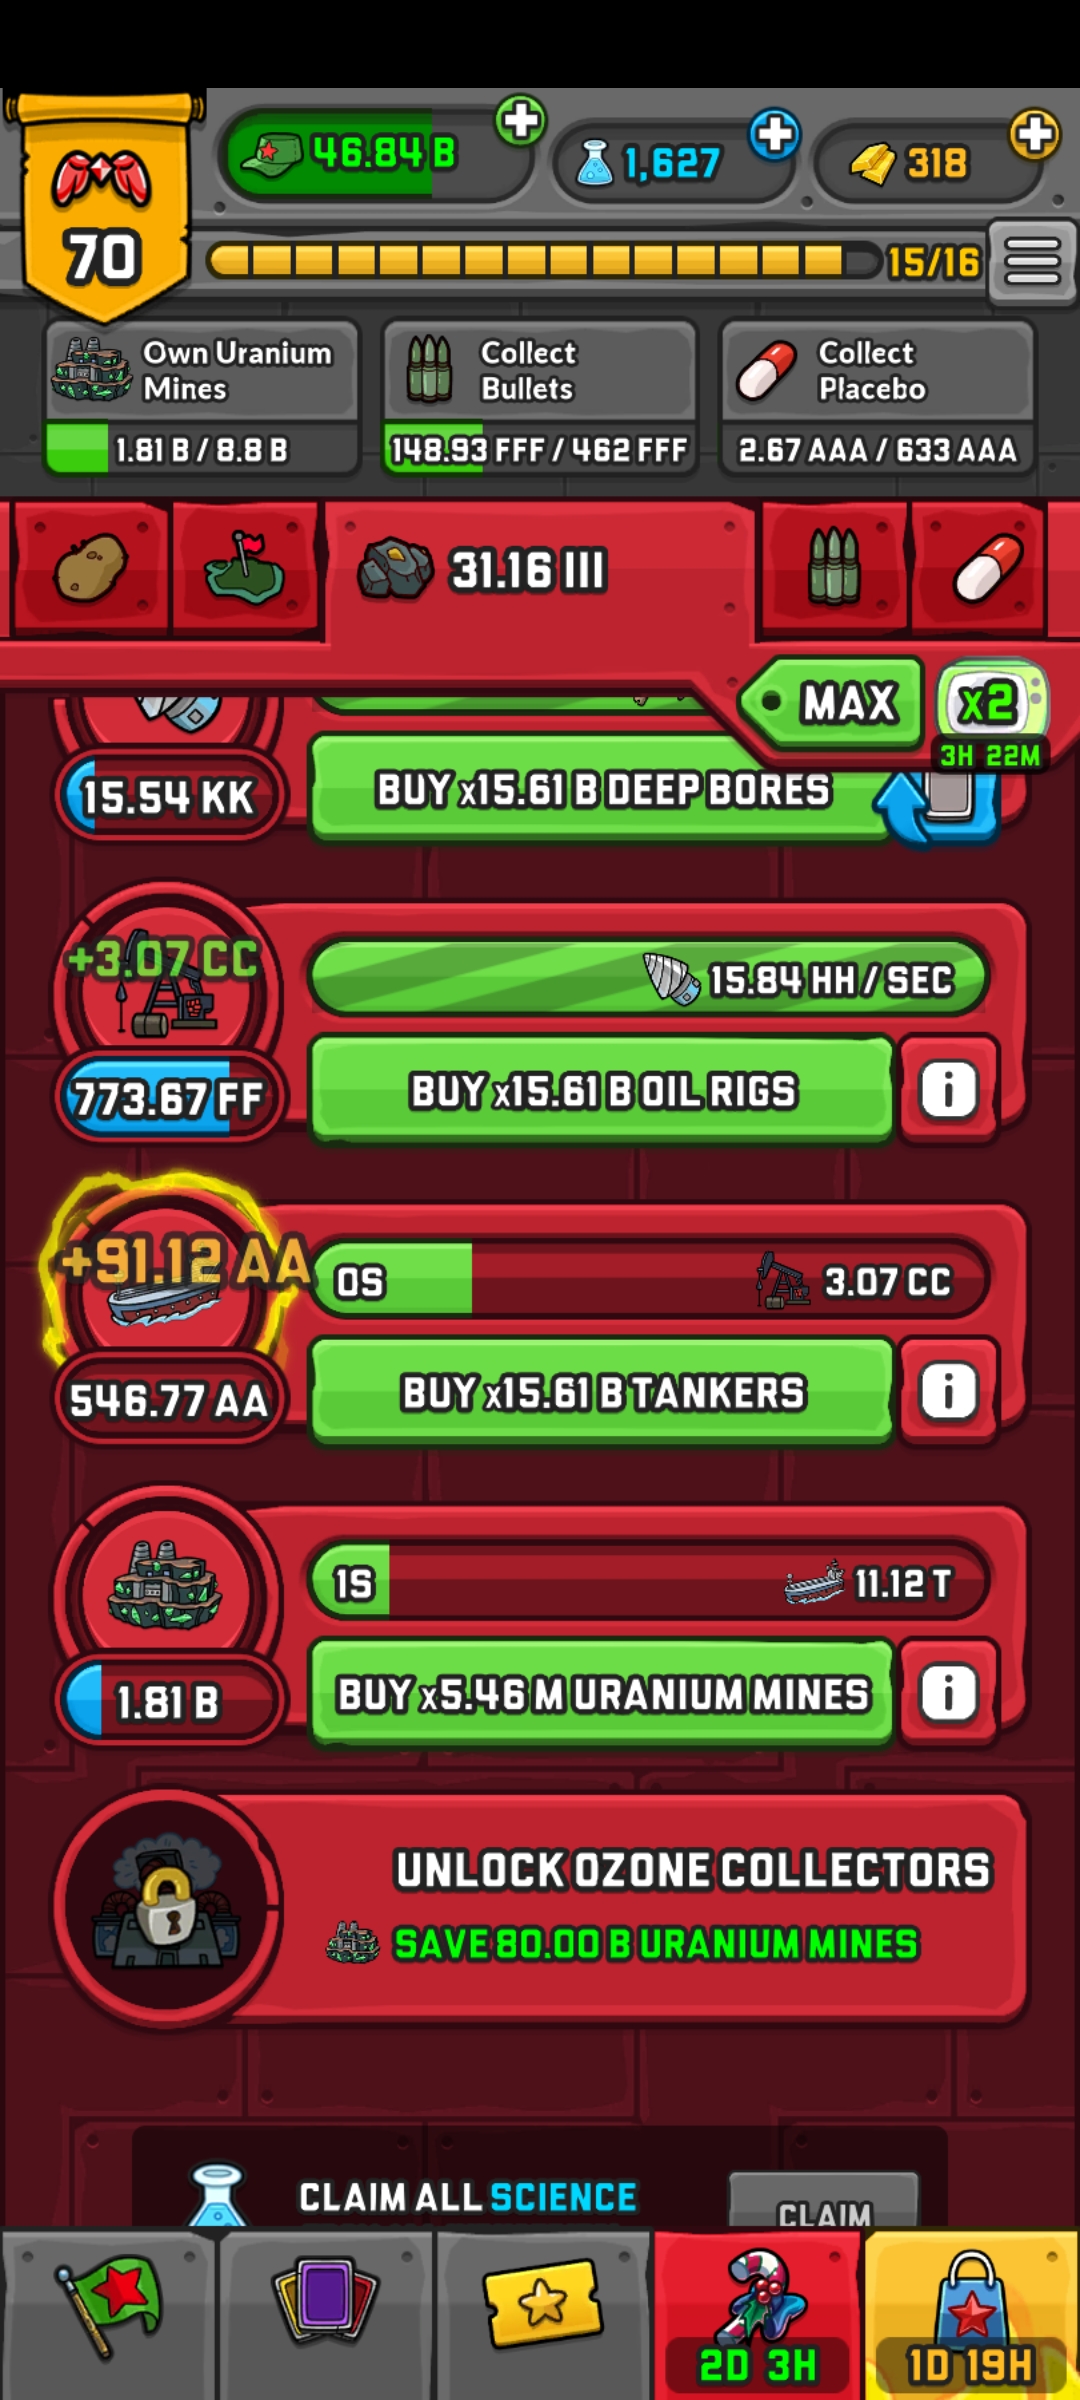 46.84 B
1,627
318
70
15/16
Own Uranium
Mines
1.81 B / 8.8 B
Collect
Bullets
148.93 FFF / 462 FFF
Collect
Placebo
2.67 AAA / 633 AAA
31.16 III
MAX
x2
3H 22M
15.54 KK
BUY x15.61 B DEEP BORES
+3.07 CC
15.84 HH / SEC
773.67 FF
BUY x15.61 B OIL RIGS
i
+91.12 AA
0S
3.07 CC
546.77 AA
BUY x15.61 B TANKERS
i
1S
11.12 T
1.81 B
BUY x5.46 M URANIUM MINES
i
UNLOCK OZONE COLLECTORS
SAVE 80.00 B URANIUM MINES
CLAIM ALL SCIENCE
CLAIM
2D 3H
1D 19H